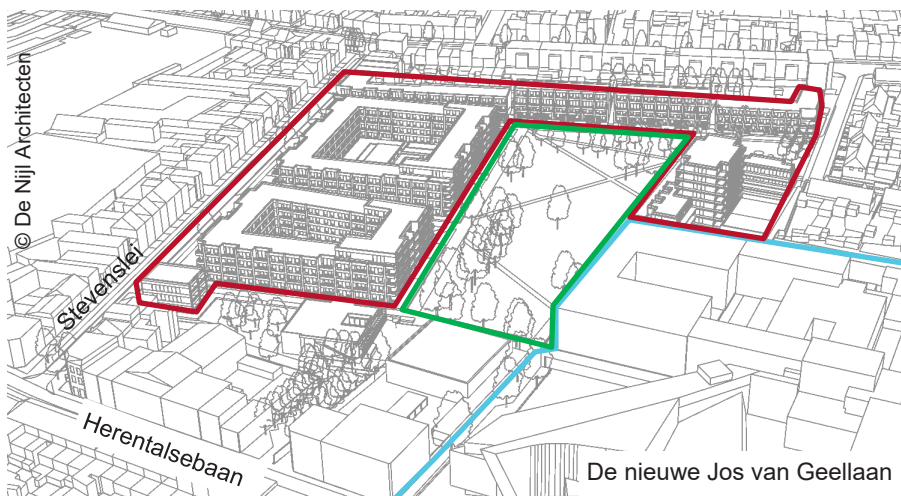 © De Nijl Architecten
Stevenslei
Herentalsebaan
De nieuwe Jos van Geellaan